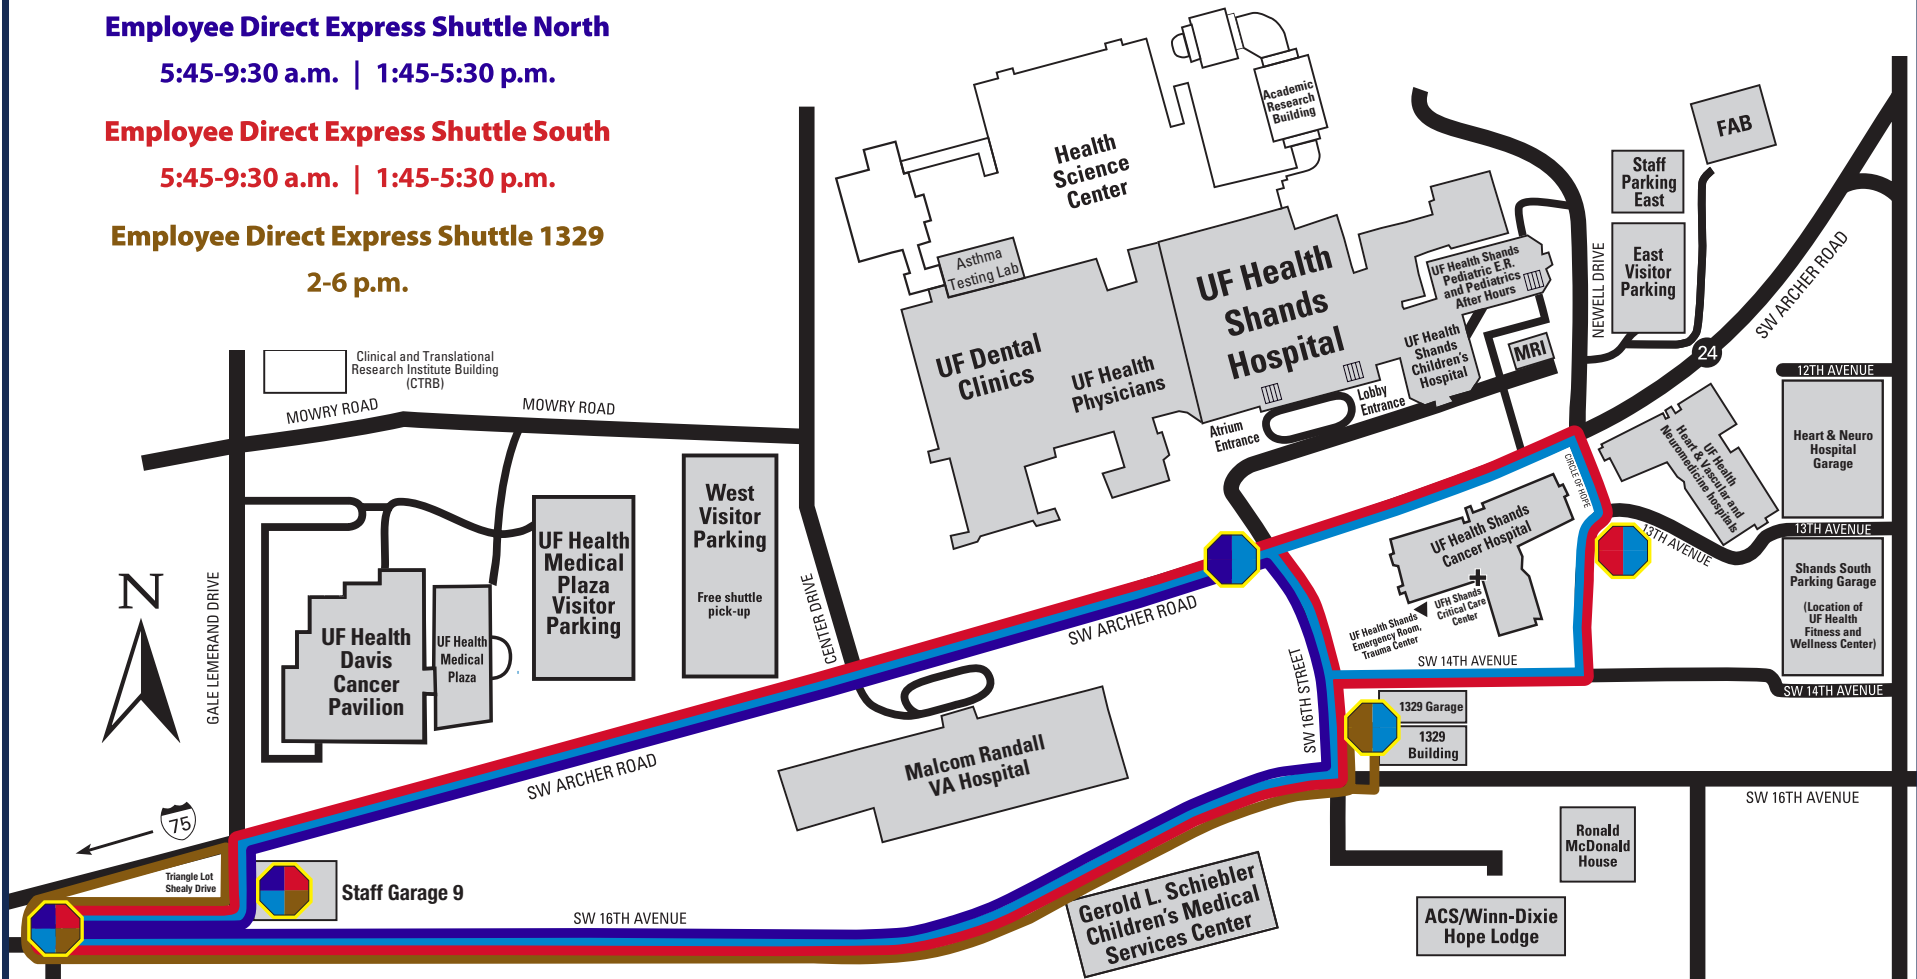 Employee Direct Express Shuttle North
5:45-9:30 a.m. | 1:45-5:30 p.m.
Employee Direct Express Shuttle South
5:45-9:30 a.m. | 1:45-5:30 p.m.
Employee Direct Express Shuttle 1329
2-6 p.m.
Clinical and Translational
Research Institute Building
(CTRB)
MOWRY ROAD
MOWRY ROAD
Health
Science
Center
Academic
Research
Building
Asthma
Testing Lab
UF Dental
Clinics
UF Health
Physicians
UF Health
Shands
Hospital
UF Health Shands
Pediatric E.R.
and Pediatrics
After Hours
UF Health
Shands
Children's
Hospital
MRI
Lobby
Entrance
Atrium
Entrance
NEWELL DRIVE
Staff
Parking
East
East
Visitor
Parking
FAB
SW ARCHER ROAD
24
12TH AVENUE
Heart & Neuro
Hospital
Garage
UF Health
Heart & Vascular and
Neuromedicine hospitals
13TH AVENUE
13TH AVENUE
CIRCLE OF HOPE
UF Health Shands
Cancer Hospital
UFH Shands
Critical Care
Center
UF Health Shands
Emergency Room,
Trauma Center
Shands South
Parking Garage
(Location of
UF Health
Fitness and
Wellness Center)
SW 14TH AVENUE
SW 14TH AVENUE
West
Visitor
Parking
Free shuttle
pick-up
UF Health
Medical
Plaza
Visitor
Parking
UF Health
Davis
Cancer
Pavilion
UF Health
Medical
Plaza
N
GALE LEMERAND DRIVE
CENTER DRIVE
SW ARCHER ROAD
SW ARCHER ROAD
SW 16TH STREET
1329 Garage
1329
Building
Malcom Randall
VA Hospital
SW 16TH AVENUE
75
Triangle Lot
Shealy Drive
Staff Garage 9
SW 16TH AVENUE
Gerold L. Schiebler
Children's Medical
Services Center
Ronald
McDonald
House
ACS/Winn-Dixie
Hope Lodge